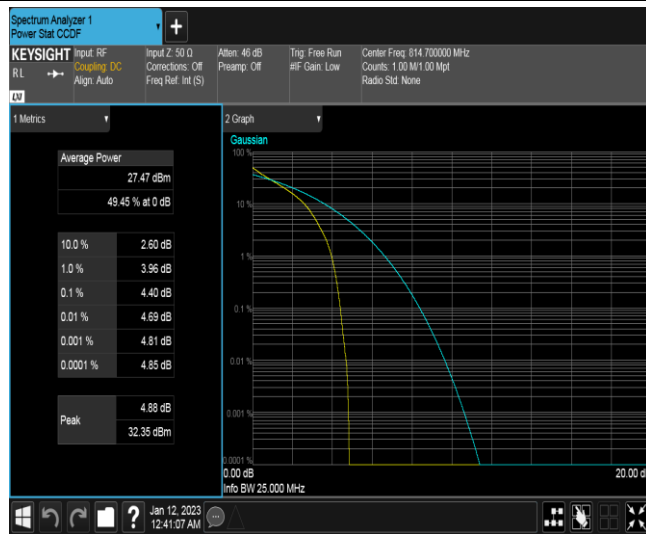 Spectrum Analyzer 1
Power Stat CCDF
+
KEYSIGHT
RL
LXI
Input: RF
Coupling: DC
Align: Auto
Input Z: 50 Ω
Corrections: Off
Freq Ref: Int (S)
Atten: 46 dB
Preamp: Off
Trig: Free Run
#IF Gain: Low
Center Freq: 814.700000 MHz
Counts: 1.00 M/1.00 Mpt
Radio Std: None
1 Metrics
Average Power
27.47 dBm
49.45 % at 0 dB
10.0 % 2.60 dB
1.0 % 3.96 dB
0.1 % 4.40 dB
0.01 % 4.69 dB
0.001 % 4.81 dB
0.0001 % 4.85 dB
Peak
4.88 dB
32.35 dBm
2 Graph
Gaussian
100 %
10 %
1 %
0.1 %
0.01 %
0.001 %
0.0001 %
0.00 dB
20.00 d
Info BW 25.000 MHz
?
Jan 12, 2023
12:41:07 AM